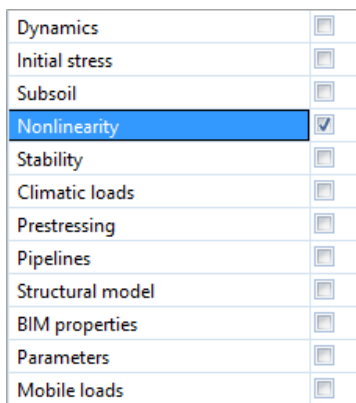 Dynamics
Initial stress
Subsoil
Nonlinearity
Stability
Climatic loads
Prestressing
Pipelines
Structural model
BIM properties
Parameters
Mobile loads